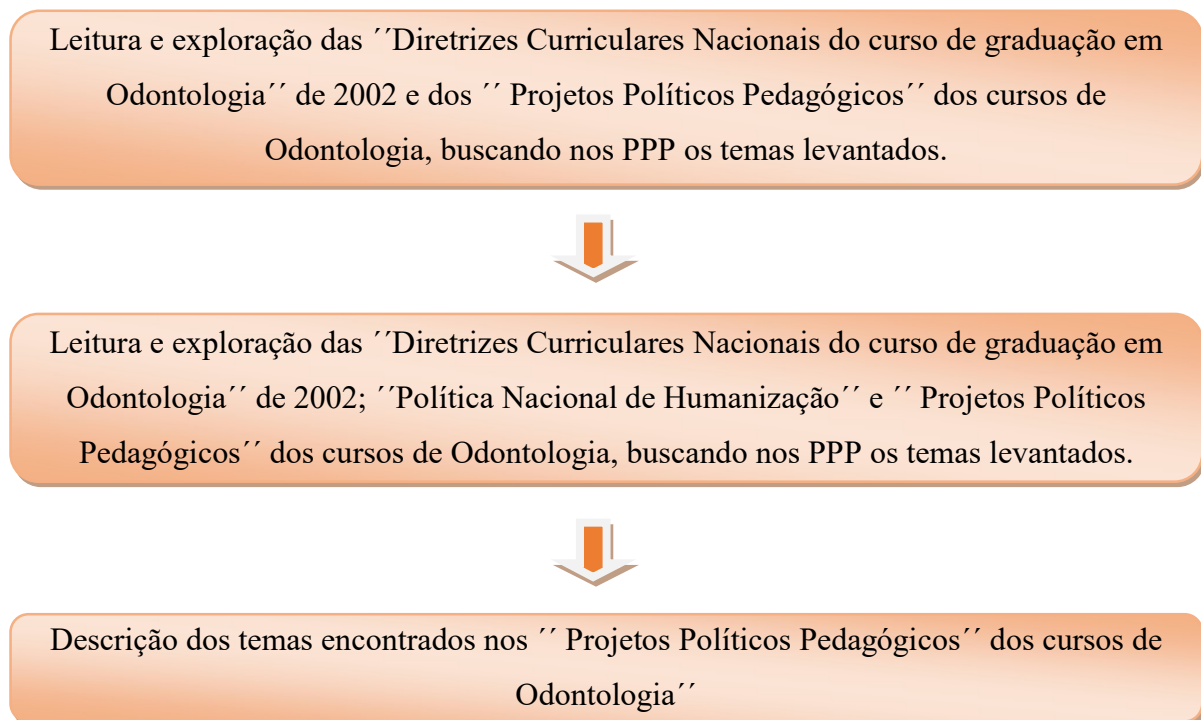 Leitura e exploração das ´´Diretrizes Curriculares Nacionais do curso de graduação em
Odontologia´´ de 2002 e dos ´´ Projetos Políticos Pedagógicos´´ dos cursos de
Odontologia, buscando nos PPP os temas levantados.
Leitura e exploração das ´´Diretrizes Curriculares Nacionais do curso de graduação em
Odontologia´´ de 2002; ´´Política Nacional de Humanização´´ e ´´ Projetos Políticos
Pedagógicos´´ dos cursos de Odontologia, buscando nos PPP os temas levantados.
Descrição dos temas encontrados nos ´´ Projetos Políticos Pedagógicos´´ dos cursos de
Odontologia´´